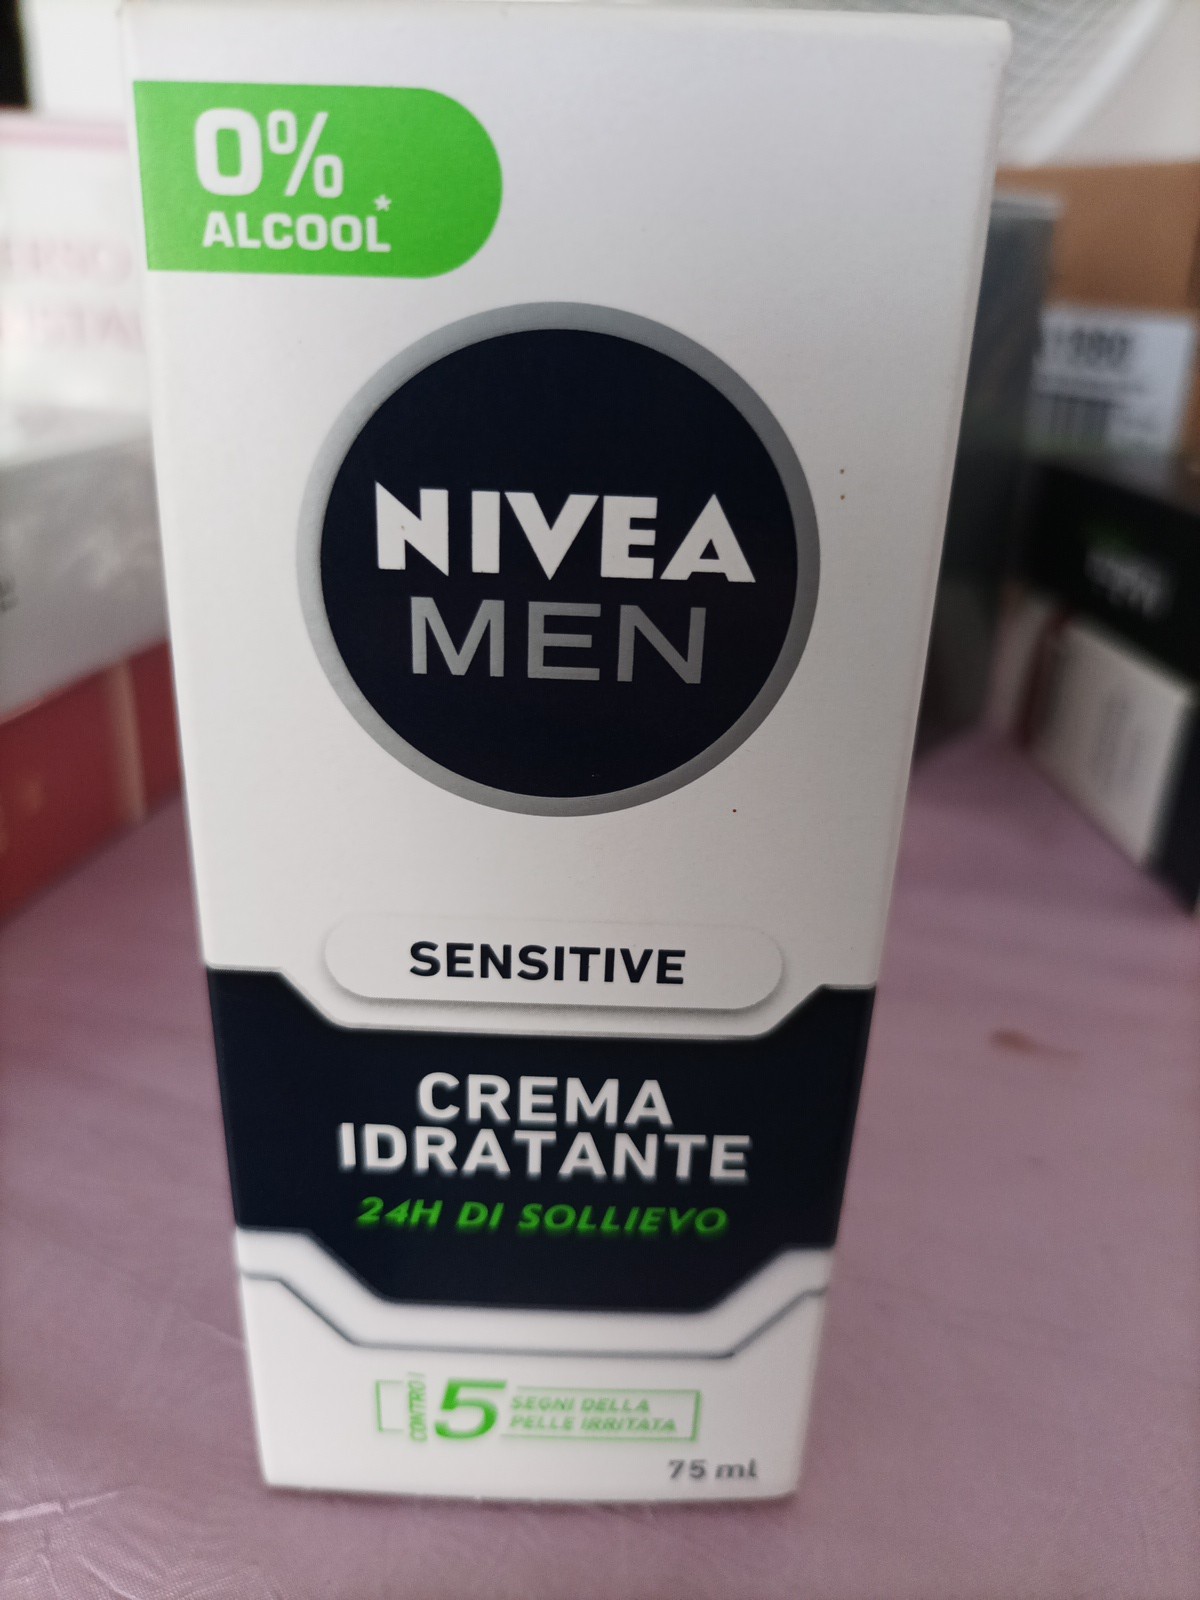 0%
ALCOOL*
NIVEA
MEN
SENSITIVE
CREMA
IDRATANTE
24H DI SOLLIEVO
CONTRO I
5
SEGNI DELLA
PELLE IRRITATA
75 ml